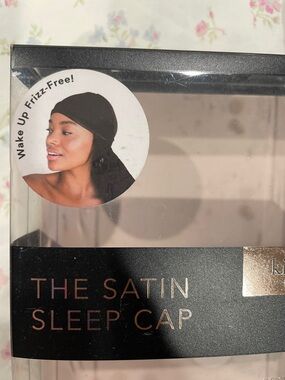 Wake Up Frizz-Free!
THE SATIN
SLEEP CAP